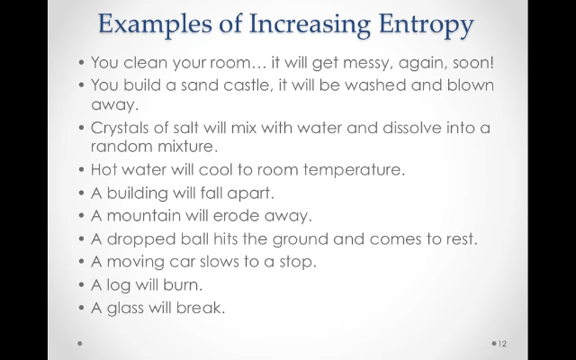 Examples of Increasing Entropy
• You clean your room… it will get messy, again, soon!
• You build a sand castle, it will be washed and blown
away.
• Crystals of salt will mix with water and dissolve into a
random mixture.
• Hot water will cool to room temperature.
• A building will fall apart.
• A mountain will erode away.
• A dropped ball hits the ground and comes to rest.
• A moving car slows to a stop.
• A log will burn.
• A glass will break.
• •12